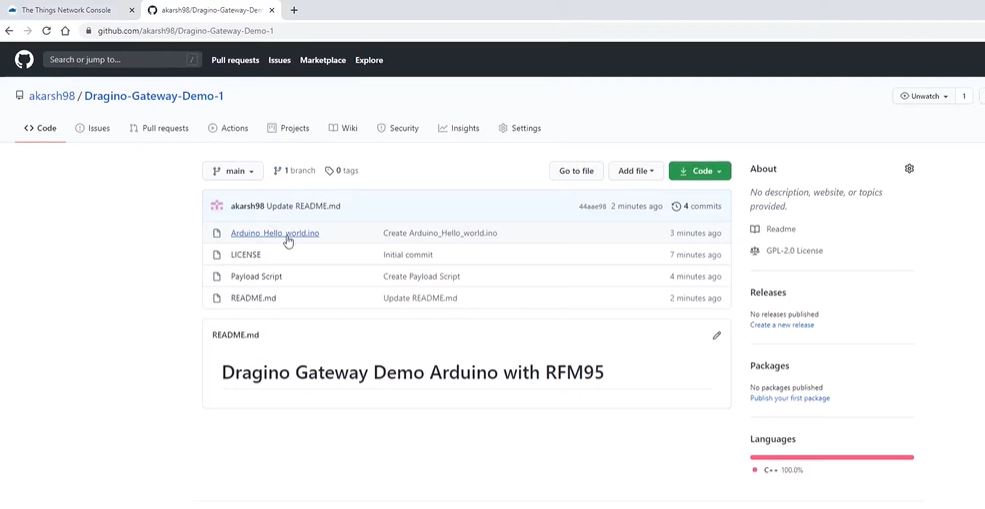 The Things Network Console
akarsh98/Dragino-Gateway-Dem
github.com/akarsh98/Dragino-Gateway-Demo-1
Search or jump to...
/
Pull requests Issues Marketplace Explore
akarsh98 / Dragino-Gateway-Demo-1
Unwatch 1
Code Issues Pull requests Actions Projects Wiki Security Insights Settings
main 1 branch 0 tags Go to file Add file Code
akarsh98 Update README.md 44aae98 2 minutes ago 4 commits
Arduino_Hello_world.ino Create Arduino_Hello_world.ino 3 minutes ago
LICENSE Initial commit 7 minutes ago
Payload Script Create Payload Script 4 minutes ago
README.md Update README.md 2 minutes ago
README.md
Dragino Gateway Demo Arduino with RFM95
About
No description, website, or topics
provided.
Readme
GPL-2.0 License
Releases
No releases published
Create a new release
Packages
No packages published
Publish your first package
Languages
C++ 100.0%